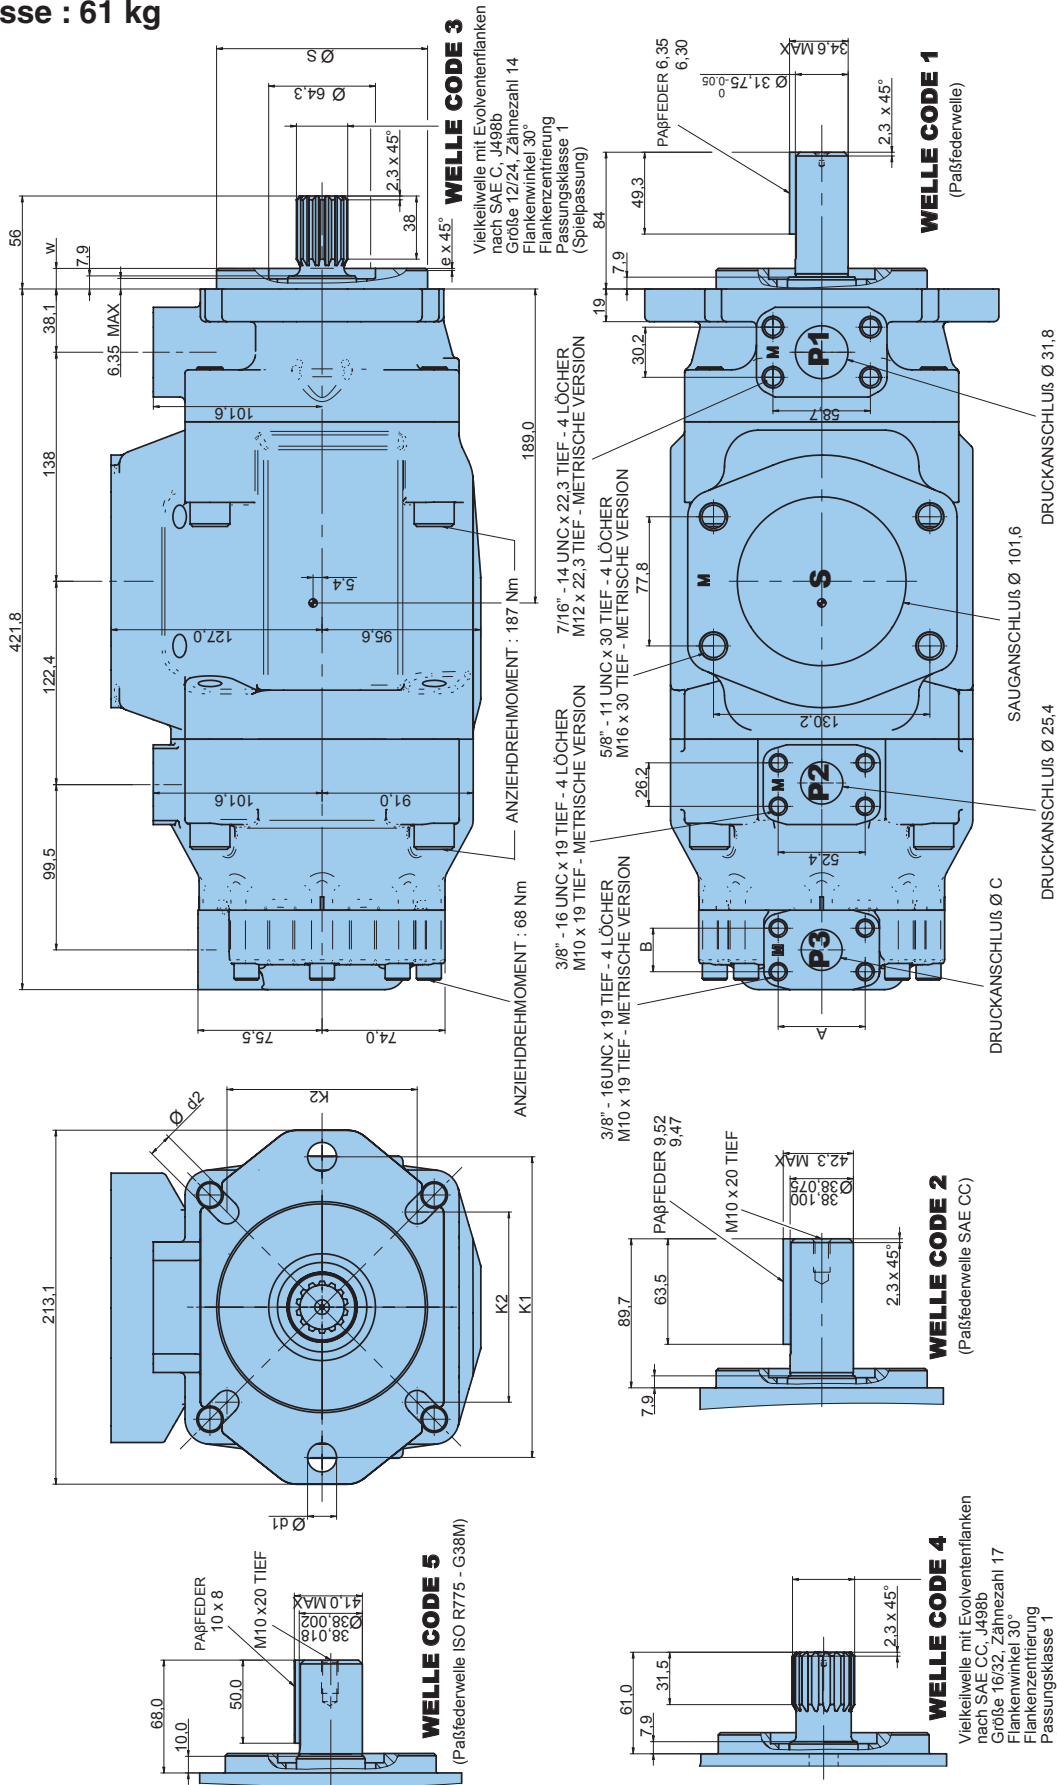 sse : 61 kg
56
421,8
w
7,9
38,1
6,35 MAX
138
122,4
99,5
Ø S
Ø 64,3
2,3 x 45°
38
e x 45°
101,6
189,0
5,4
127,0
95,6
101,6
91,0
75,5
74,0
WELLE CODE 3
Vielkeilwelle mit Evolventenflanken
nach SAE C, J498b
Größe 12/24, Zähnezahl 14
Flankenwinkel 30°
Flankenzentrierung
Passungsklasse 1
(Spielpassung)
ANZIEHDREHMOMENT : 187 Nm
ANZIEHDREHMOMENT : 68 Nm
PAßFEDER 6,35
6,30
34,6 MAX
Ø 31,75 0
-0.05
84
49,3
7,9
19
30,2
2,3 x 45°
WELLE CODE 1
(Paßfederwelle)
7/16" - 14 UNC x 22,3 TIEF - 4 LÖCHER
M12 x 22,3 TIEF - METRISCHE VERSION
5/8" - 11 UNC x 30 TIEF - 4 LÖCHER
M16 x 30 TIEF - METRISCHE VERSION
3/8" - 16 UNC x 19 TIEF - 4 LÖCHER
M10 x 19 TIEF - METRISCHE VERSION
3/8" - 16UNC x 19 TIEF - 4 LÖCHER
M10 x 19 TIEF - METRISCHE VERSION
M
P1
58,7
M
S
77,8
130,2
26,2
M
P2
52,4
B
M
P3
A
DRUCKANSCHLUß Ø 31,8
SAUGANSCHLUß Ø 101,6
DRUCKANSCHLUß Ø 25,4
DRUCKANSCHLUß Ø C
Ø d2
K2
213,1
K2
K1
Ø d1
PAßFEDER 9,52
9,47
M10 x 20 TIEF
42,3 MAX
Ø38,075
38,100
89,7
63,5
7,9
2,3 x 45°
WELLE CODE 2
(Paßfederwelle SAE CC)
PAßFEDER
10 x 8
M10 x20 TIEF
41,0 MAX
Ø38,002
38,018
68,0
50,0
10,0
WELLE CODE 5
(Paßfederwelle ISO R775 - G38M)
61,0
31,5
7,9
2,3 x 45°
WELLE CODE 4
Vielkeilwelle mit Evolventenflanken
nach SAE CC, J498b
Größe 16/32, Zähnezahl 17
Flankenwinkel 30°
Flankenzentrierung
Passungsklasse 1